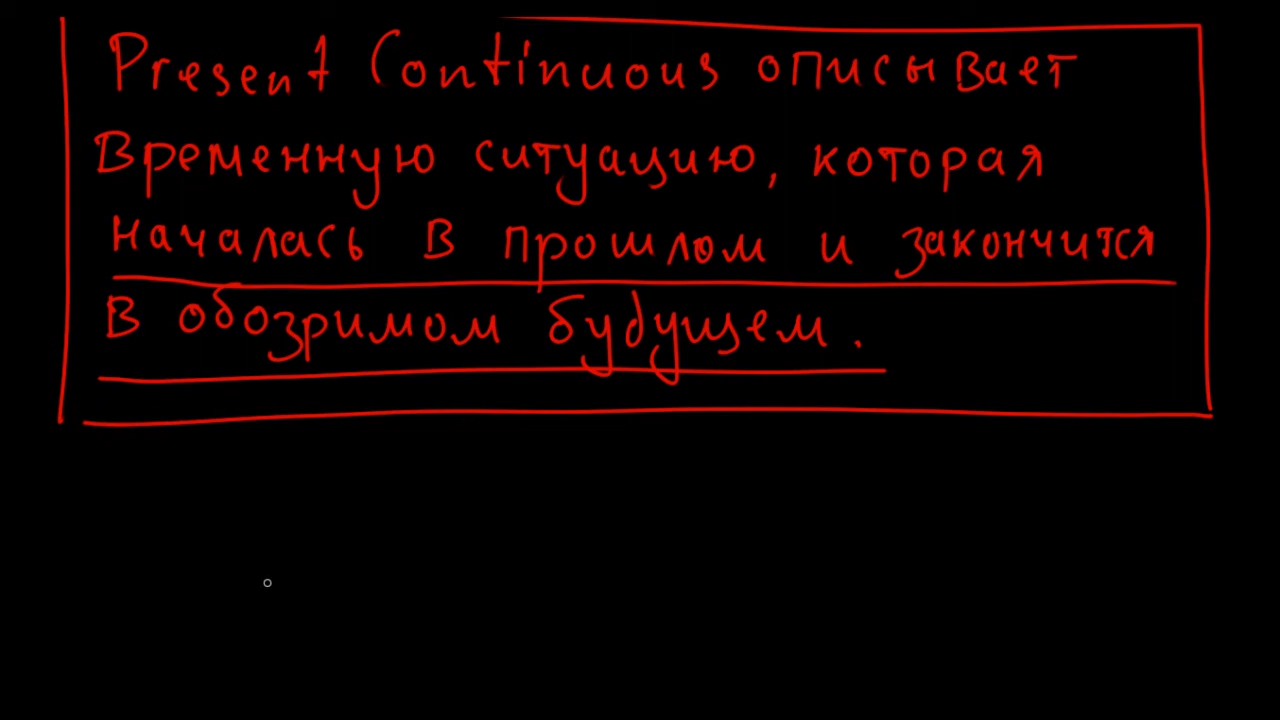 Present Continuous описывает
временную ситуацию, которая
началась в прошлом и закончится
в обозримом будущем.